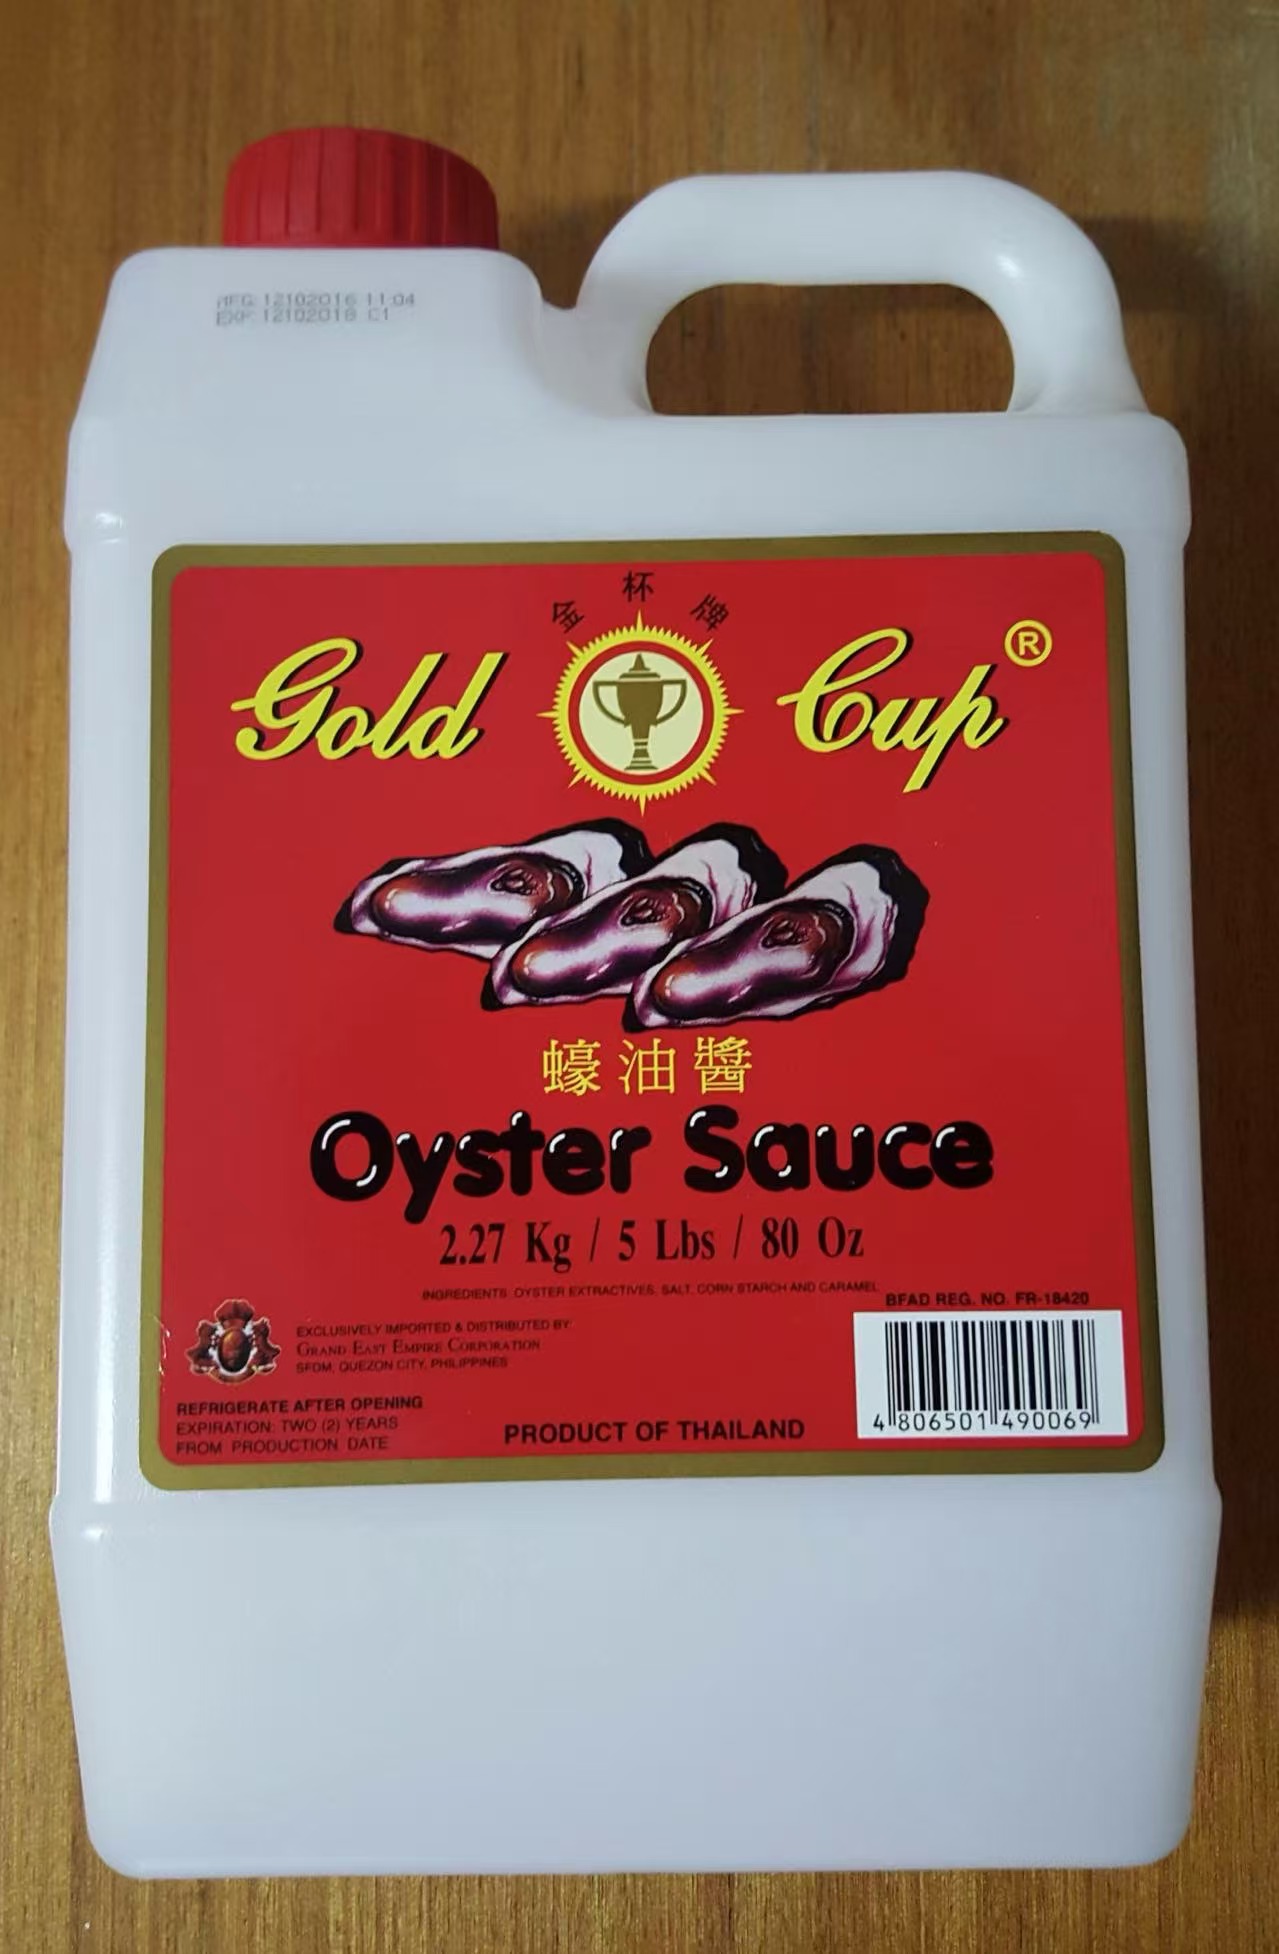 MFG:12102016 11:04
EXP:12102018 C1
金 杯 牌
Gold Cup®
蠔油醬
Oyster Sauce
2.27 Kg / 5 Lbs / 80 Oz
INGREDIENTS: OYSTER EXTRACTIVES, SALT, CORN STARCH AND CARAMEL
BFAD REG. NO. FR-18420
EXCLUSIVELY IMPORTED & DISTRIBUTED BY:
GRAND EAST EMPIRE CORPORATION
SFDM, QUEZON CITY, PHILIPPINES
REFRIGERATE AFTER OPENING
EXPIRATION: TWO (2) YEARS
FROM PRODUCTION DATE
PRODUCT OF THAILAND
4 806501 490069